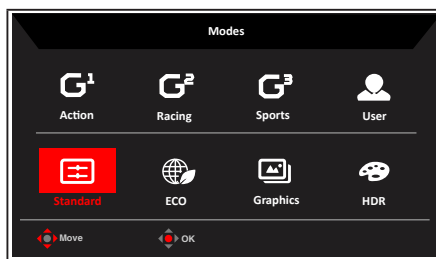 Modes
G¹ G² G³
Action Racing Sports User
Standard ECO Graphics HDR
Move OK